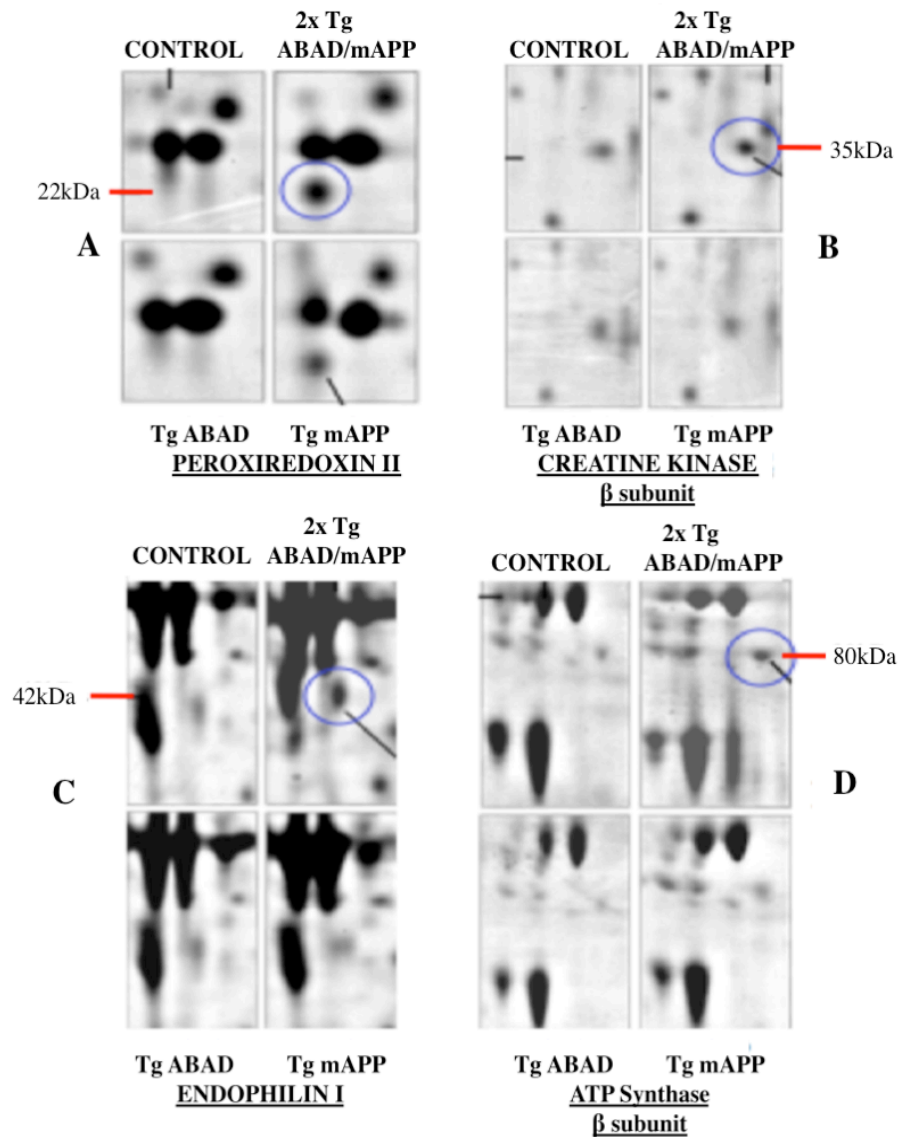 2x Tg
CONTROL ABAD/mAPP
22kDa
A
Tg ABAD Tg mAPP
PEROXIREDOXIN II
2x Tg
CONTROL ABAD/mAPP
35kDa
B
Tg ABAD Tg mAPP
CREATINE KINASE
β subunit
2x Tg
CONTROL ABAD/mAPP
42kDa
C
Tg ABAD Tg mAPP
ENDOPHILIN I
2x Tg
CONTROL ABAD/mAPP
80kDa
D
Tg ABAD Tg mAPP
ATP Synthase
β subunit